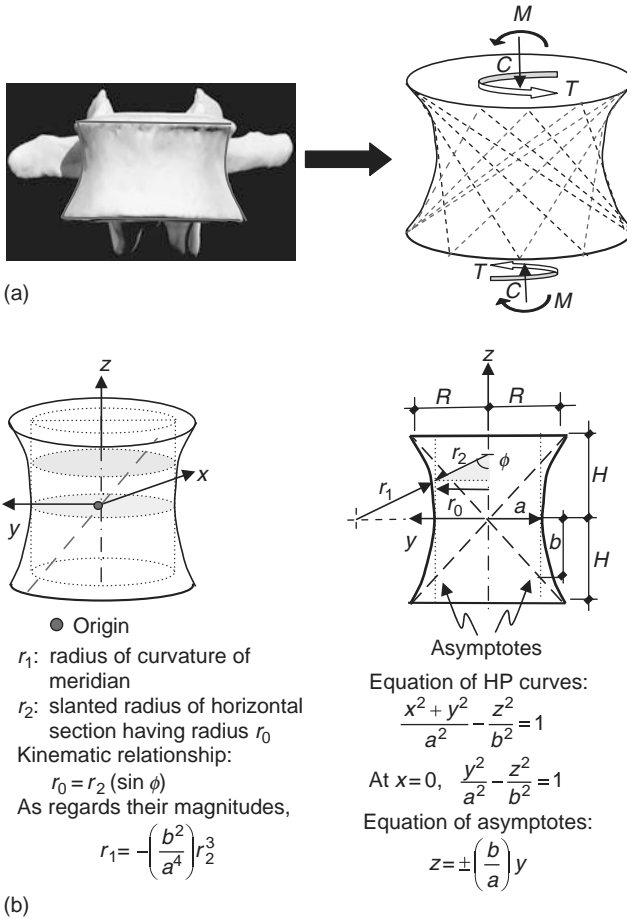 M
C
T
T
C
M
(a)
z
x
y
Origin
r₁: radius of curvature of
meridian
r₂: slanted radius of horizontal
section having radius r₀
Kinematic relationship:
r₀ = r₂ (sin ϕ)
As regards their magnitudes,
r₁ = −(b²/a⁴) r₂³
z
R R
r₂ ϕ
H
r₁
r₀
a
y
b
H
Asymptotes
Equation of HP curves:
(x² + y²)/a² − z²/b² = 1
At x = 0, y²/a² − z²/b² = 1
Equation of asymptotes:
z = ±(b/a) y
(b)